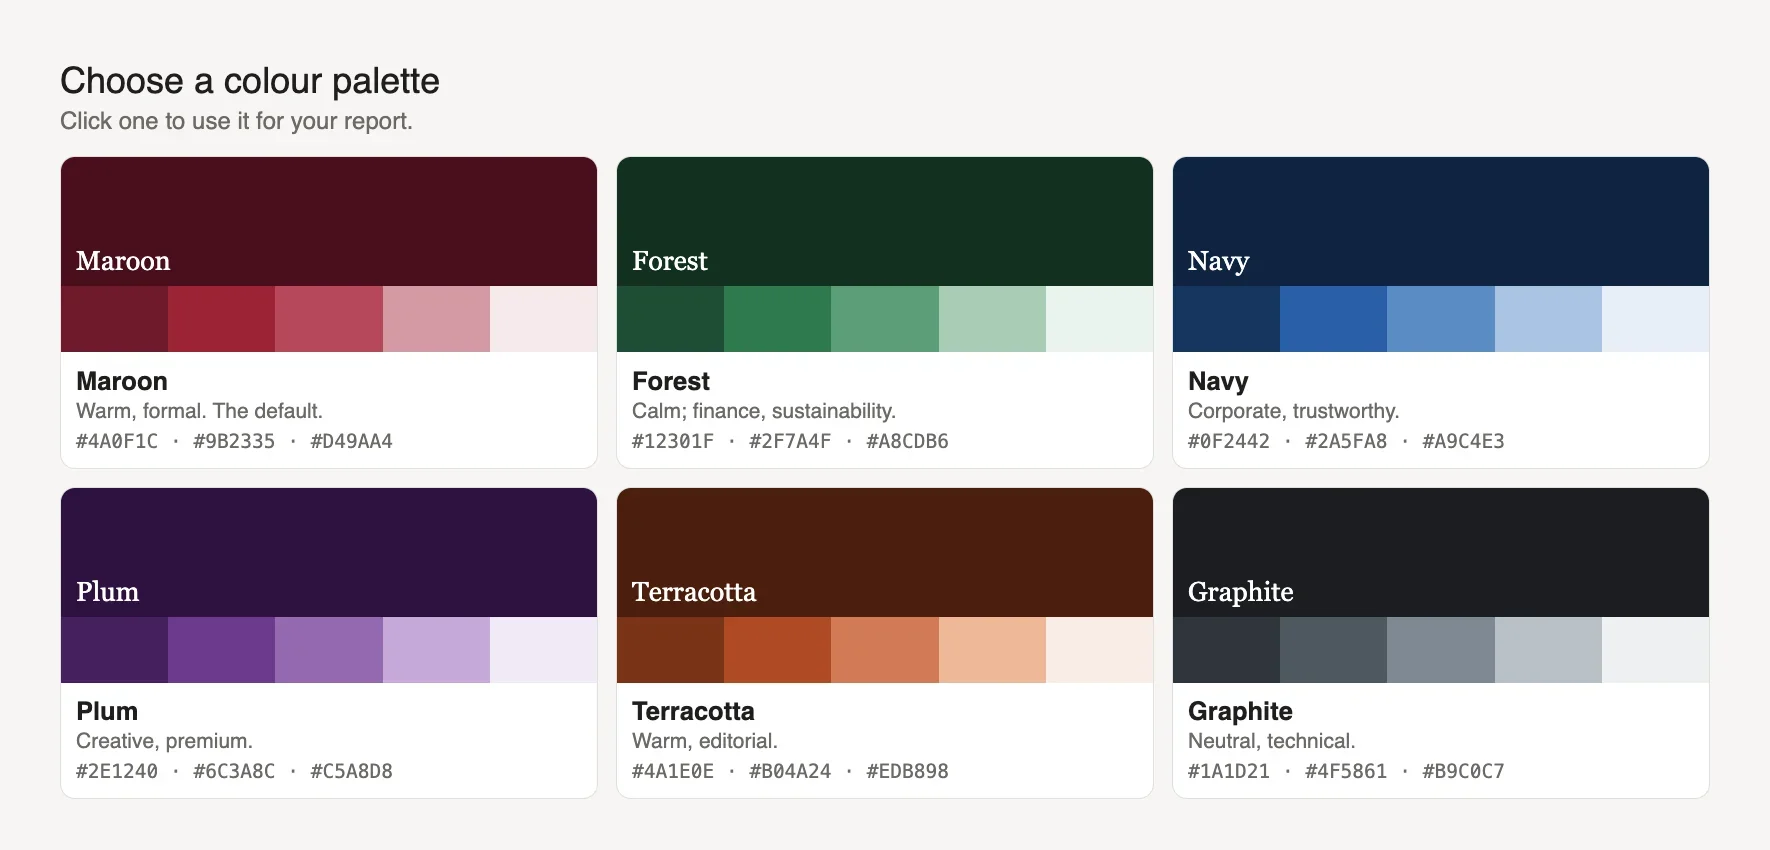 Choose a colour palette
Click one to use it for your report.
Maroon
Maroon
Warm, formal. The default.
#4A0F1C · #9B2335 · #D49AA4
Forest
Forest
Calm; finance, sustainability.
#12301F · #2F7A4F · #A8CDB6
Navy
Navy
Corporate, trustworthy.
#0F2442 · #2A5FA8 · #A9C4E3
Plum
Plum
Creative, premium.
#2E1240 · #6C3A8C · #C5A8D8
Terracotta
Terracotta
Warm, editorial.
#4A1E0E · #B04A24 · #EDB898
Graphite
Graphite
Neutral, technical.
#1A1D21 · #4F5861 · #B9C0C7